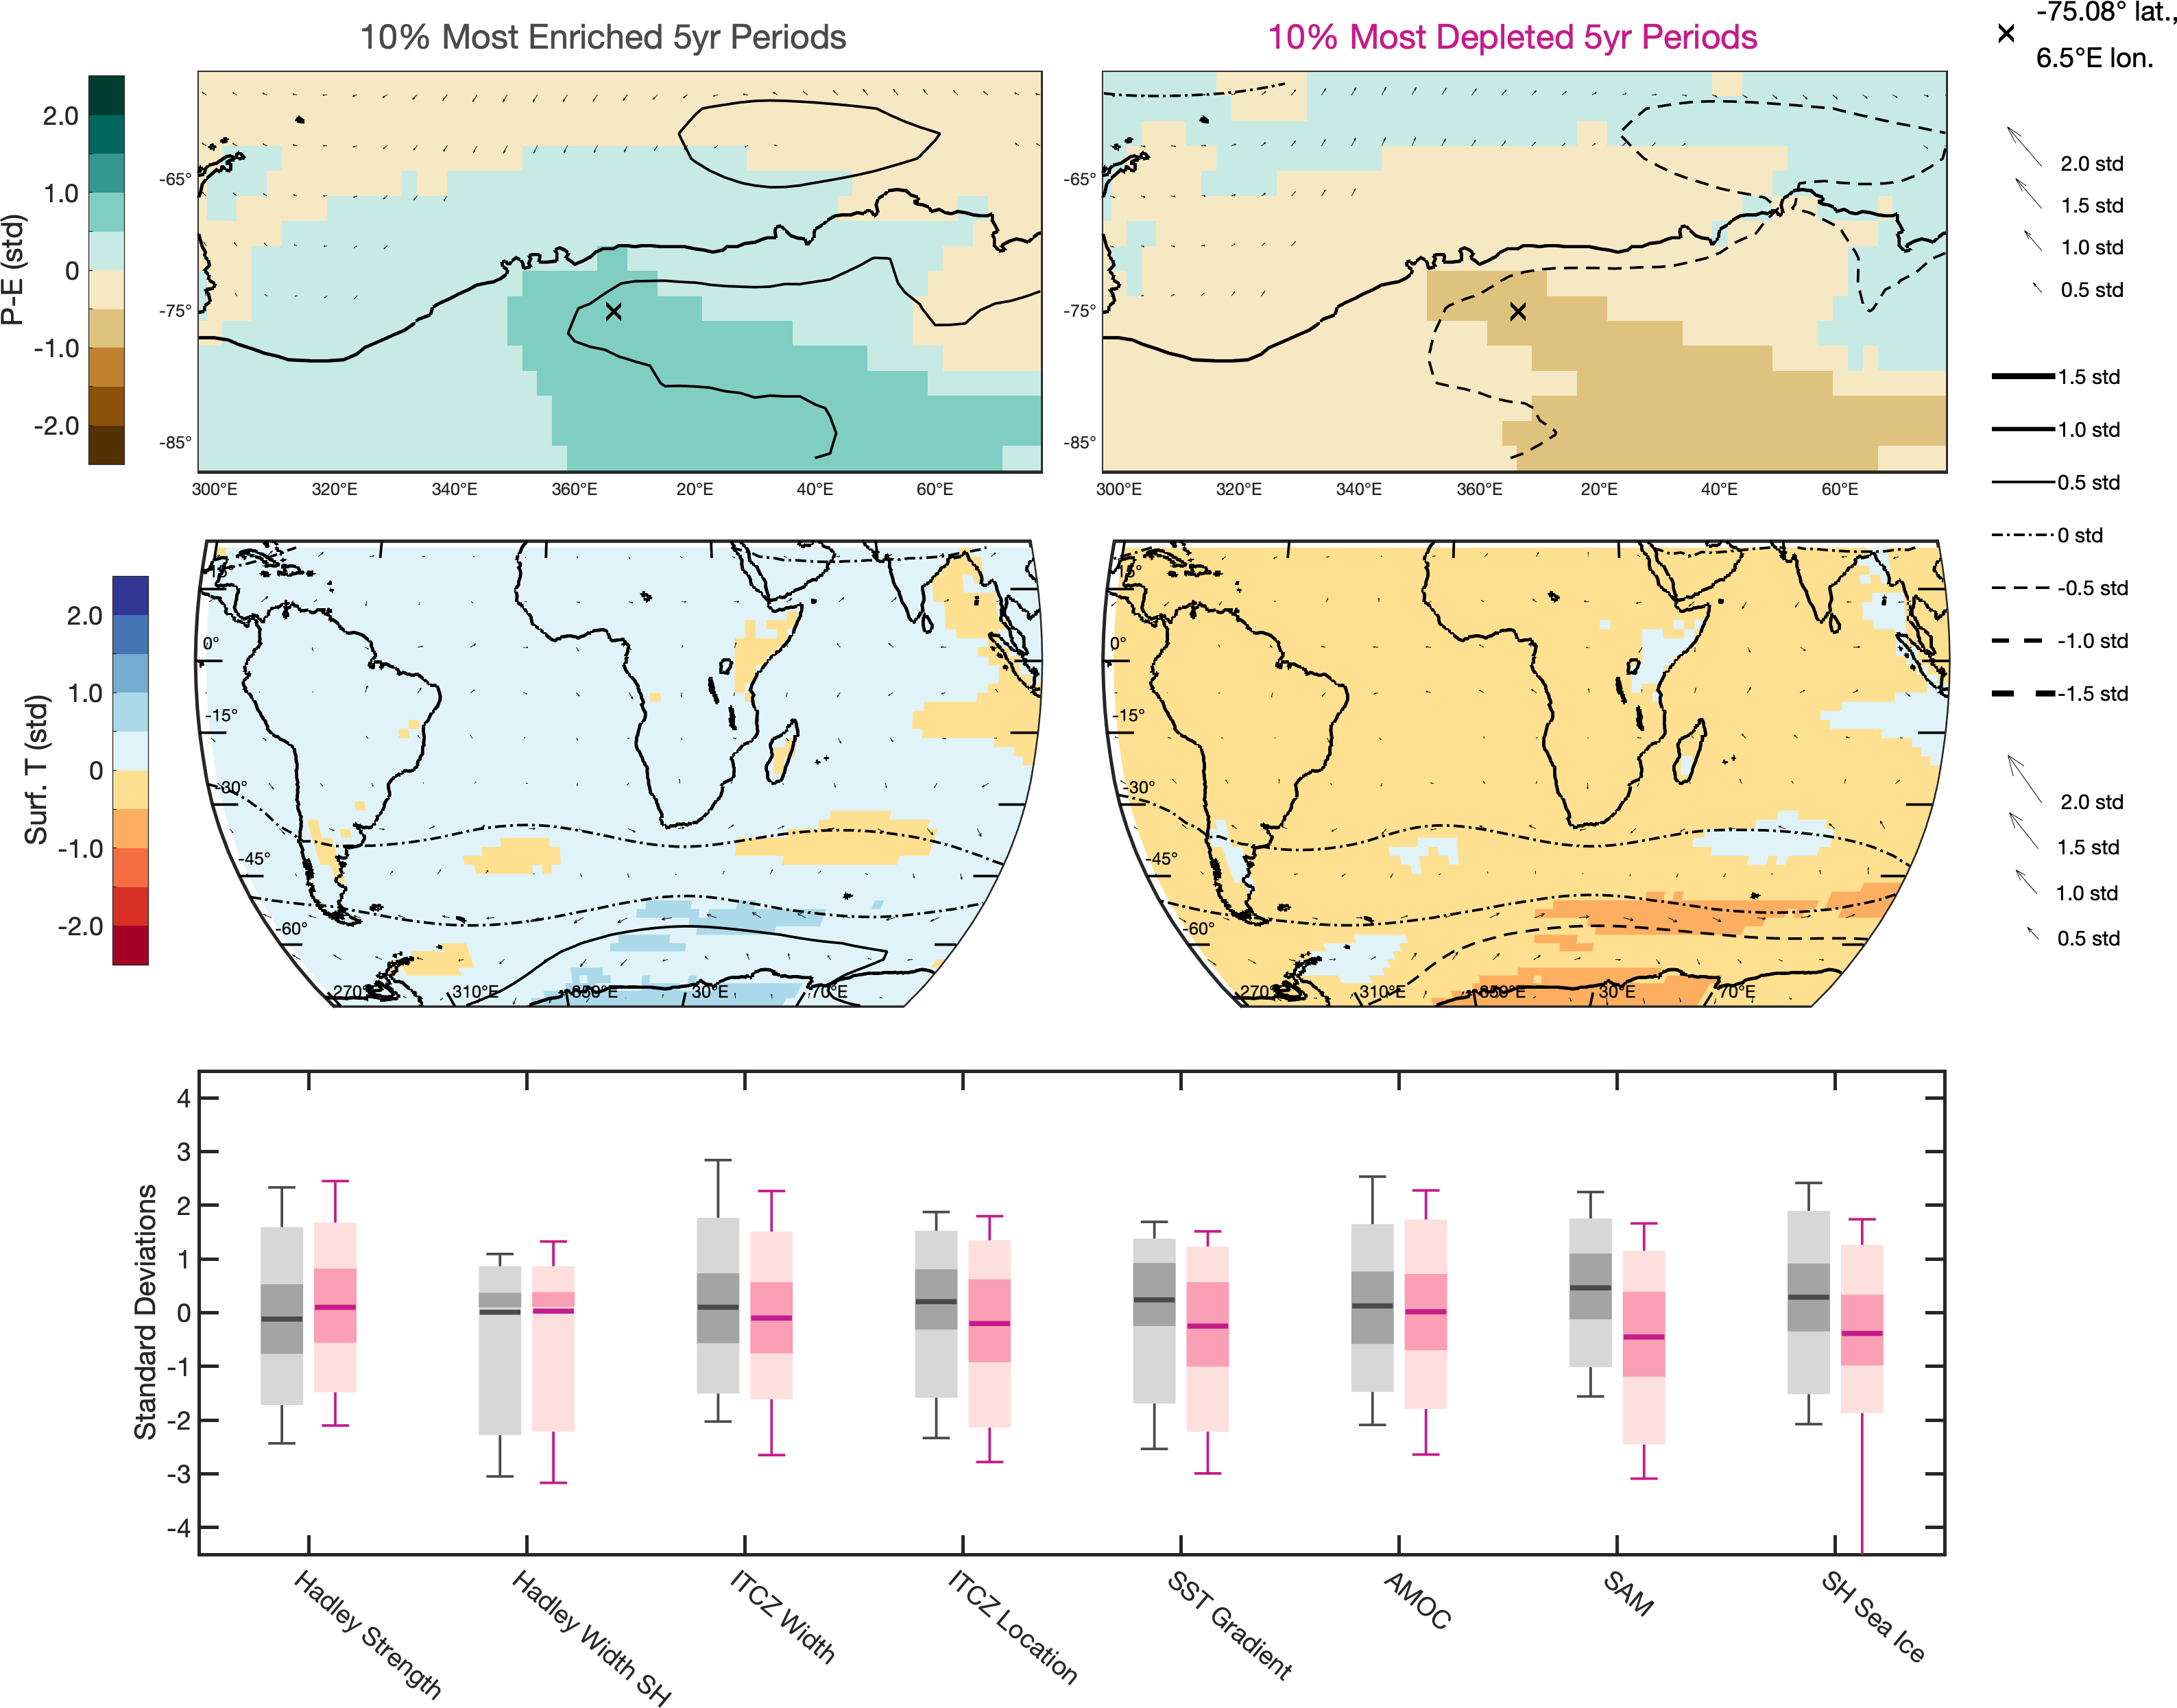 10% Most Enriched 5yr Periods
10% Most Depleted 5yr Periods
-75.08° lat.,
6.5°E lon.
P-E (std)
2.0
1.0
0
-1.0
-2.0
-65°
-75°
-85°
300°E 320°E 340°E 360°E 20°E 40°E 60°E
-65°
-75°
-85°
300°E 320°E 340°E 360°E 20°E 40°E 60°E
2.0 std
1.5 std
1.0 std
0.5 std
1.5 std
1.0 std
0.5 std
0 std
-0.5 std
-1.0 std
-1.5 std
2.0 std
1.5 std
1.0 std
0.5 std
Surf. T (std)
2.0
1.0
0
-1.0
-2.0
15°
0°
-15°
-30°
-45°
-60°
270° 310°E 350°E 30°E 70°E
15°
0°
-15°
-30°
-45°
-60°
270° 310°E 350°E 30°E 70°E
Standard Deviations
4
3
2
1
0
-1
-2
-3
-4
Hadley Strength
Hadley Width SH
ITCZ Width
ITCZ Location
SST Gradient
AMOC
SAM
SH Sea Ice